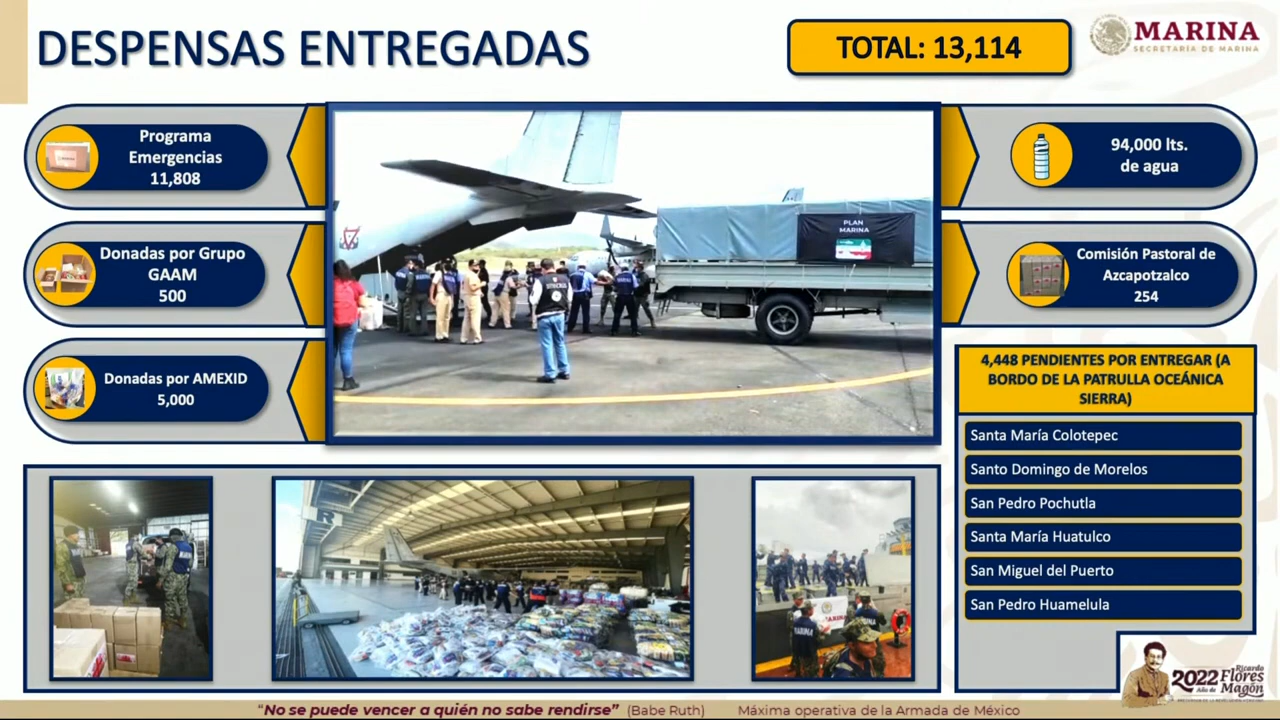 DESPENSAS ENTREGADAS
TOTAL: 13,114
MARINA
SECRETARÍA DE MARINA
Programa
Emergencias
11,808
Donadas por Grupo
GAAM
500
Donadas por AMEXID
5,000
PLAN
MARINA
94,000 lts.
de agua
Comisión Pastoral de
Azcapotzalco
254
4,448 PENDIENTES POR ENTREGAR (A
BORDO DE LA PATRULLA OCEÁNICA
SIERRA)
Santa María Colotepec
Santo Domingo de Morelos
San Pedro Pochutla
Santa María Huatulco
San Miguel del Puerto
San Pedro Huamelula
R
MARINA
MARINA
2022 Ricardo
Año de Flores
Magón
“No se puede vencer a quién no sabe rendirse” (Babe Ruth) Máxima operativa de la Armada de México